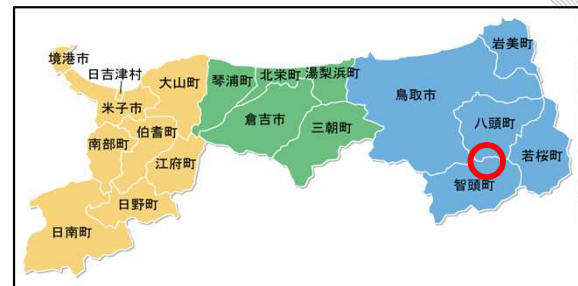 境港市
日吉津村
米子市
大山町
南部町
伯耆町
江府町
日野町
日南町
琴浦町
北栄町
湯梨浜町
倉吉市
三朝町
鳥取市
岩美町
八頭町
若桜町
智頭町